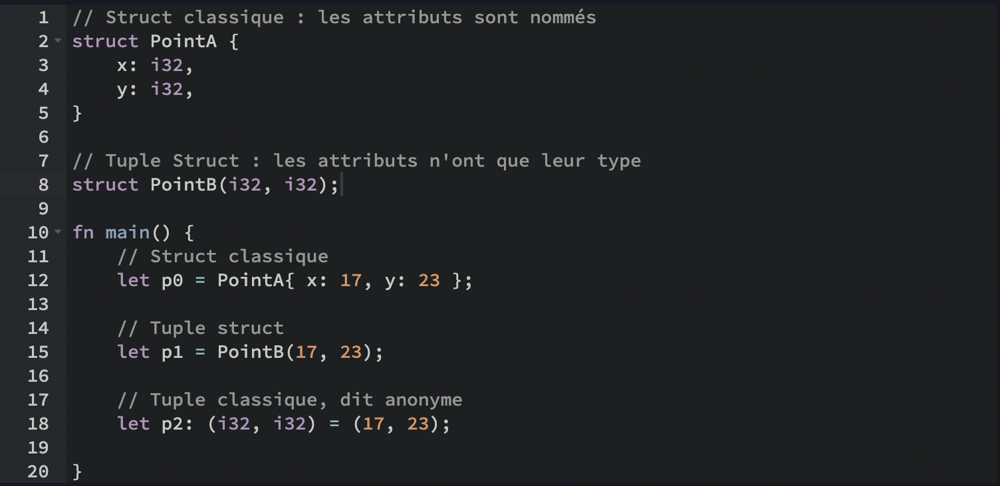 1 // Struct classique : les attributs sont nommés
2 struct PointA {
3     x: i32,
4     y: i32,
5 }
6
7 // Tuple Struct : les attributs n'ont que leur type
8 struct PointB(i32, i32);
9
10 fn main() {
11     // Struct classique
12     let p0 = PointA{ x: 17, y: 23 };
13
14     // Tuple struct
15     let p1 = PointB(17, 23);
16
17     // Tuple classique, dit anonyme
18     let p2: (i32, i32) = (17, 23);
19
20 }